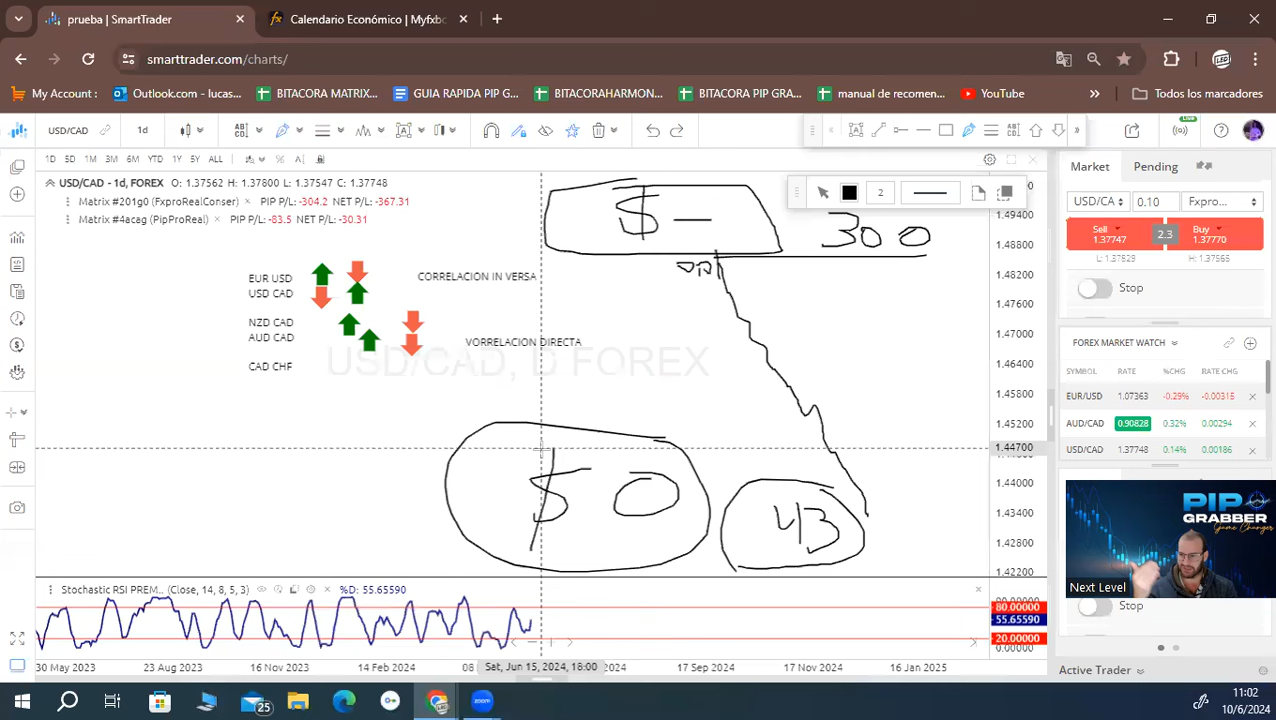 prueba | SmartTrader
Calendario Económico | Myfxbo
smarttrader.com/charts/
My Account :
Outlook.com - lucas...
BITACORA MATRIX...
GUIA RAPIDA PIP G...
BITACORAHARMON...
BITACORA PIP GRA...
manual de recomen...
YouTube
Todos los marcadores
USD/CAD
1d
LIVE
1D 5D 1M 3M 6M YTD 1Y 5Y ALL
USD/CAD - 1d, FOREX O: 1.37562 H: 1.37800 L: 1.37547 C: 1.37748
Matrix #201g0 (FxproRealConser) PIP P/L: -304.2 NET P/L: -367.31
Matrix #4acag (PipProReal) PIP P/L: -83.5 Net P/L: -30.31
2
$ —
300
EUR USD
USD CAD
CORRELACION IN VERSA
NZD CAD
AUD CAD
VORRELACION DIRECTA
CAD CHF
USD/CAD, D FOREX
$ 0
43
1.49400
1.48800
1.48200
1.47600
1.47000
1.46400
1.45800
1.45200
1.44700
1.44000
1.43400
1.42800
1.42200
Stochastic RSI PREM... (Close, 14, 8, 5, 3) %D: 55.65590
80.00000
55.65590
20.00000
0.00000
30 May 2023
23 Aug 2023
16 Nov 2023
14 Feb 2024
08
Sat, Jun 15, 2024, 18:00
2024
17 Sep 2024
17 Nov 2024
16 Jan 2025
Market
Pending
USD/CA
0.10
Fxpro...
Sell
1.37747
2.3
Buy
1.37770
L: 1.37529
H: 1.37565
Stop
FOREX MARKET WATCH
SYMBOL RATE %CHG RATE CHG
EUR/USD 1.07363 -0.29% -0.00315
AUD/CAD 0.90828 0.32% 0.00294
USD/CAD 1.37748 0.14% 0.00186
PIP
GRABBER
Game Changer
Next Level
Stop
Active Trader
25
zoom
11:02
10/6/2024